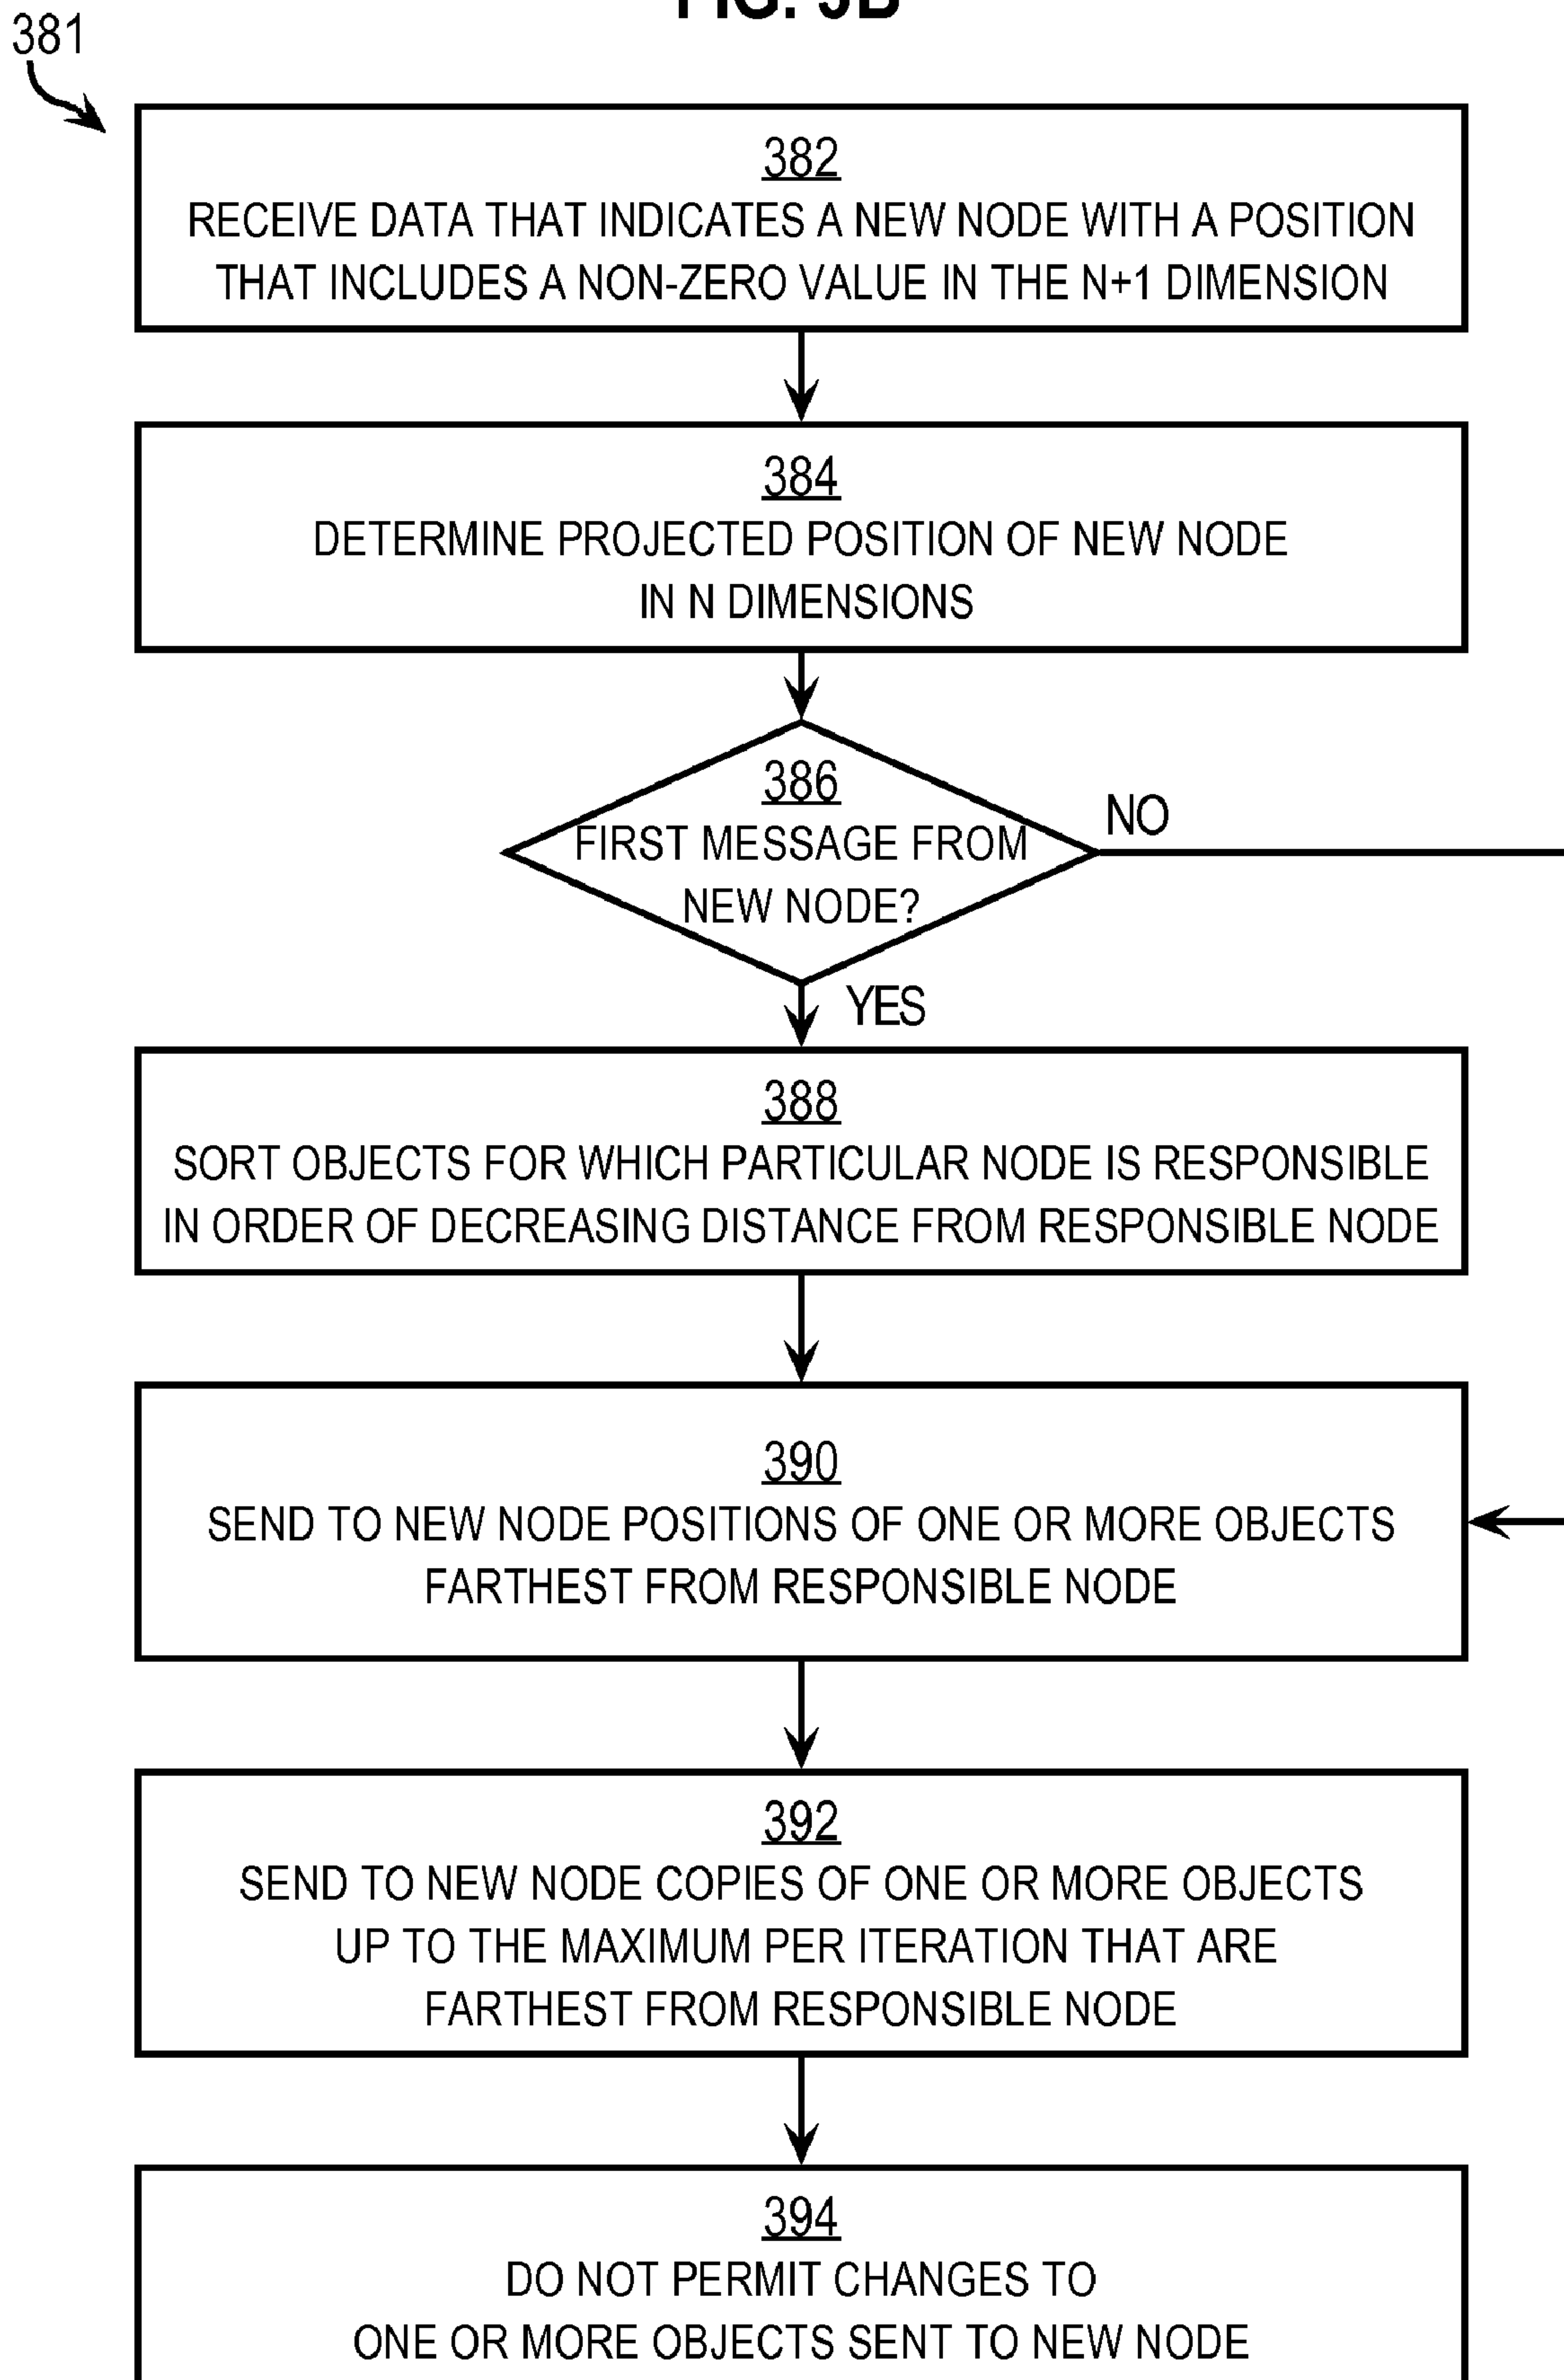 381
382
RECEIVE DATA THAT INDICATES A NEW NODE WITH A POSITION
THAT INCLUDES A NON-ZERO VALUE IN THE N+1 DIMENSION
384
DETERMINE PROJECTED POSITION OF NEW NODE
IN N DIMENSIONS
386
FIRST MESSAGE FROM
NEW NODE?
NO
YES
388
SORT OBJECTS FOR WHICH PARTICULAR NODE IS RESPONSIBLE
IN ORDER OF DECREASING DISTANCE FROM RESPONSIBLE NODE
390
SEND TO NEW NODE POSITIONS OF ONE OR MORE OBJECTS
FARTHEST FROM RESPONSIBLE NODE
392
SEND TO NEW NODE COPIES OF ONE OR MORE OBJECTS
UP TO THE MAXIMUM PER ITERATION THAT ARE
FARTHEST FROM RESPONSIBLE NODE
394
DO NOT PERMIT CHANGES TO
ONE OR MORE OBJECTS SENT TO NEW NODE